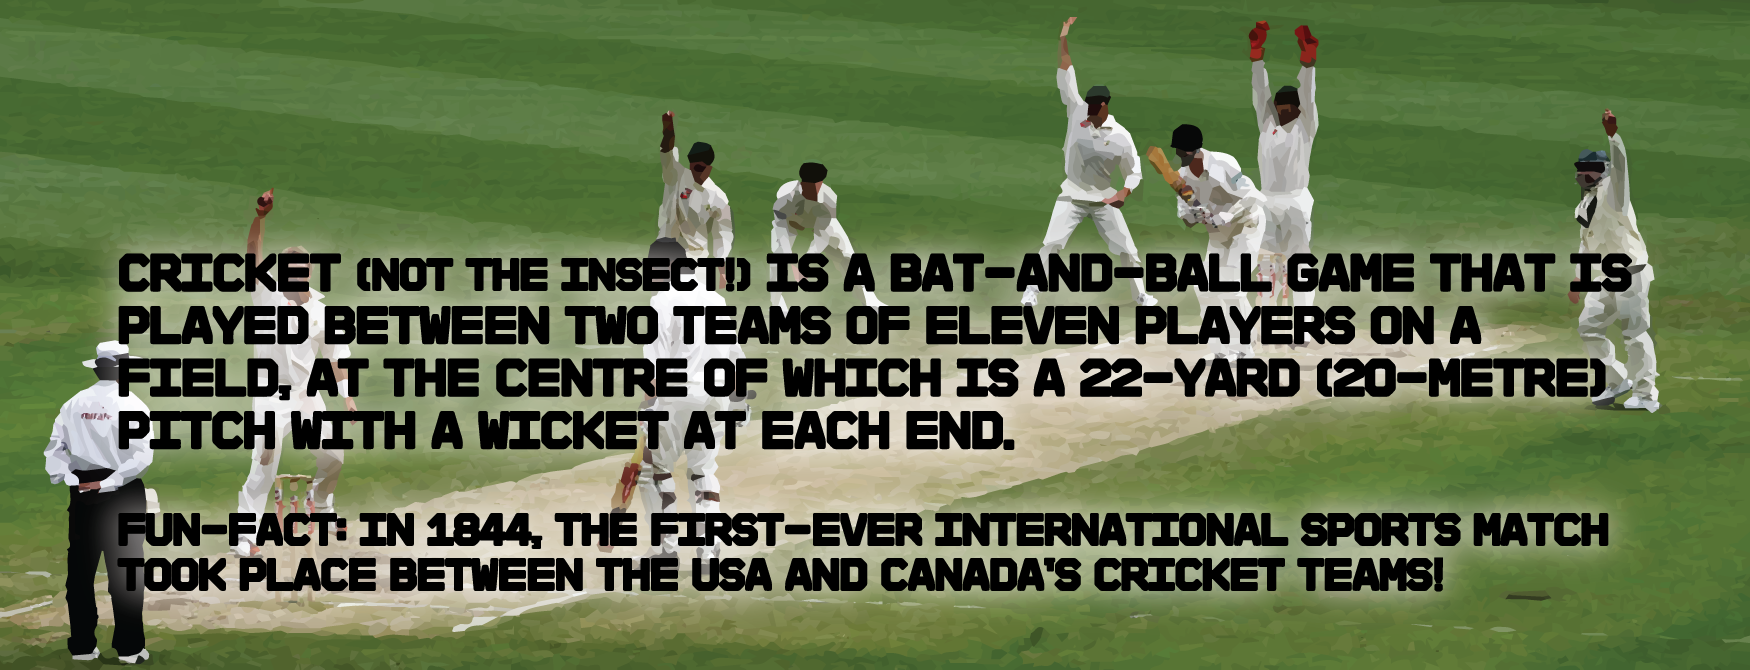 CRICKET (NOT THE INSECT!) IS A BAT-AND-BALL GAME THAT IS
PLAYED BETWEEN TWO TEAMS OF ELEVEN PLAYERS ON A
FIELD, AT THE CENTRE OF WHICH IS A 22-YARD (20-METRE)
PITCH WITH A WICKET AT EACH END.
FUN-FACT: IN 1844, THE FIRST-EVER INTERNATIONAL SPORTS MATCH
TOOK PLACE BETWEEN THE USA AND CANADA'S CRICKET TEAMS!